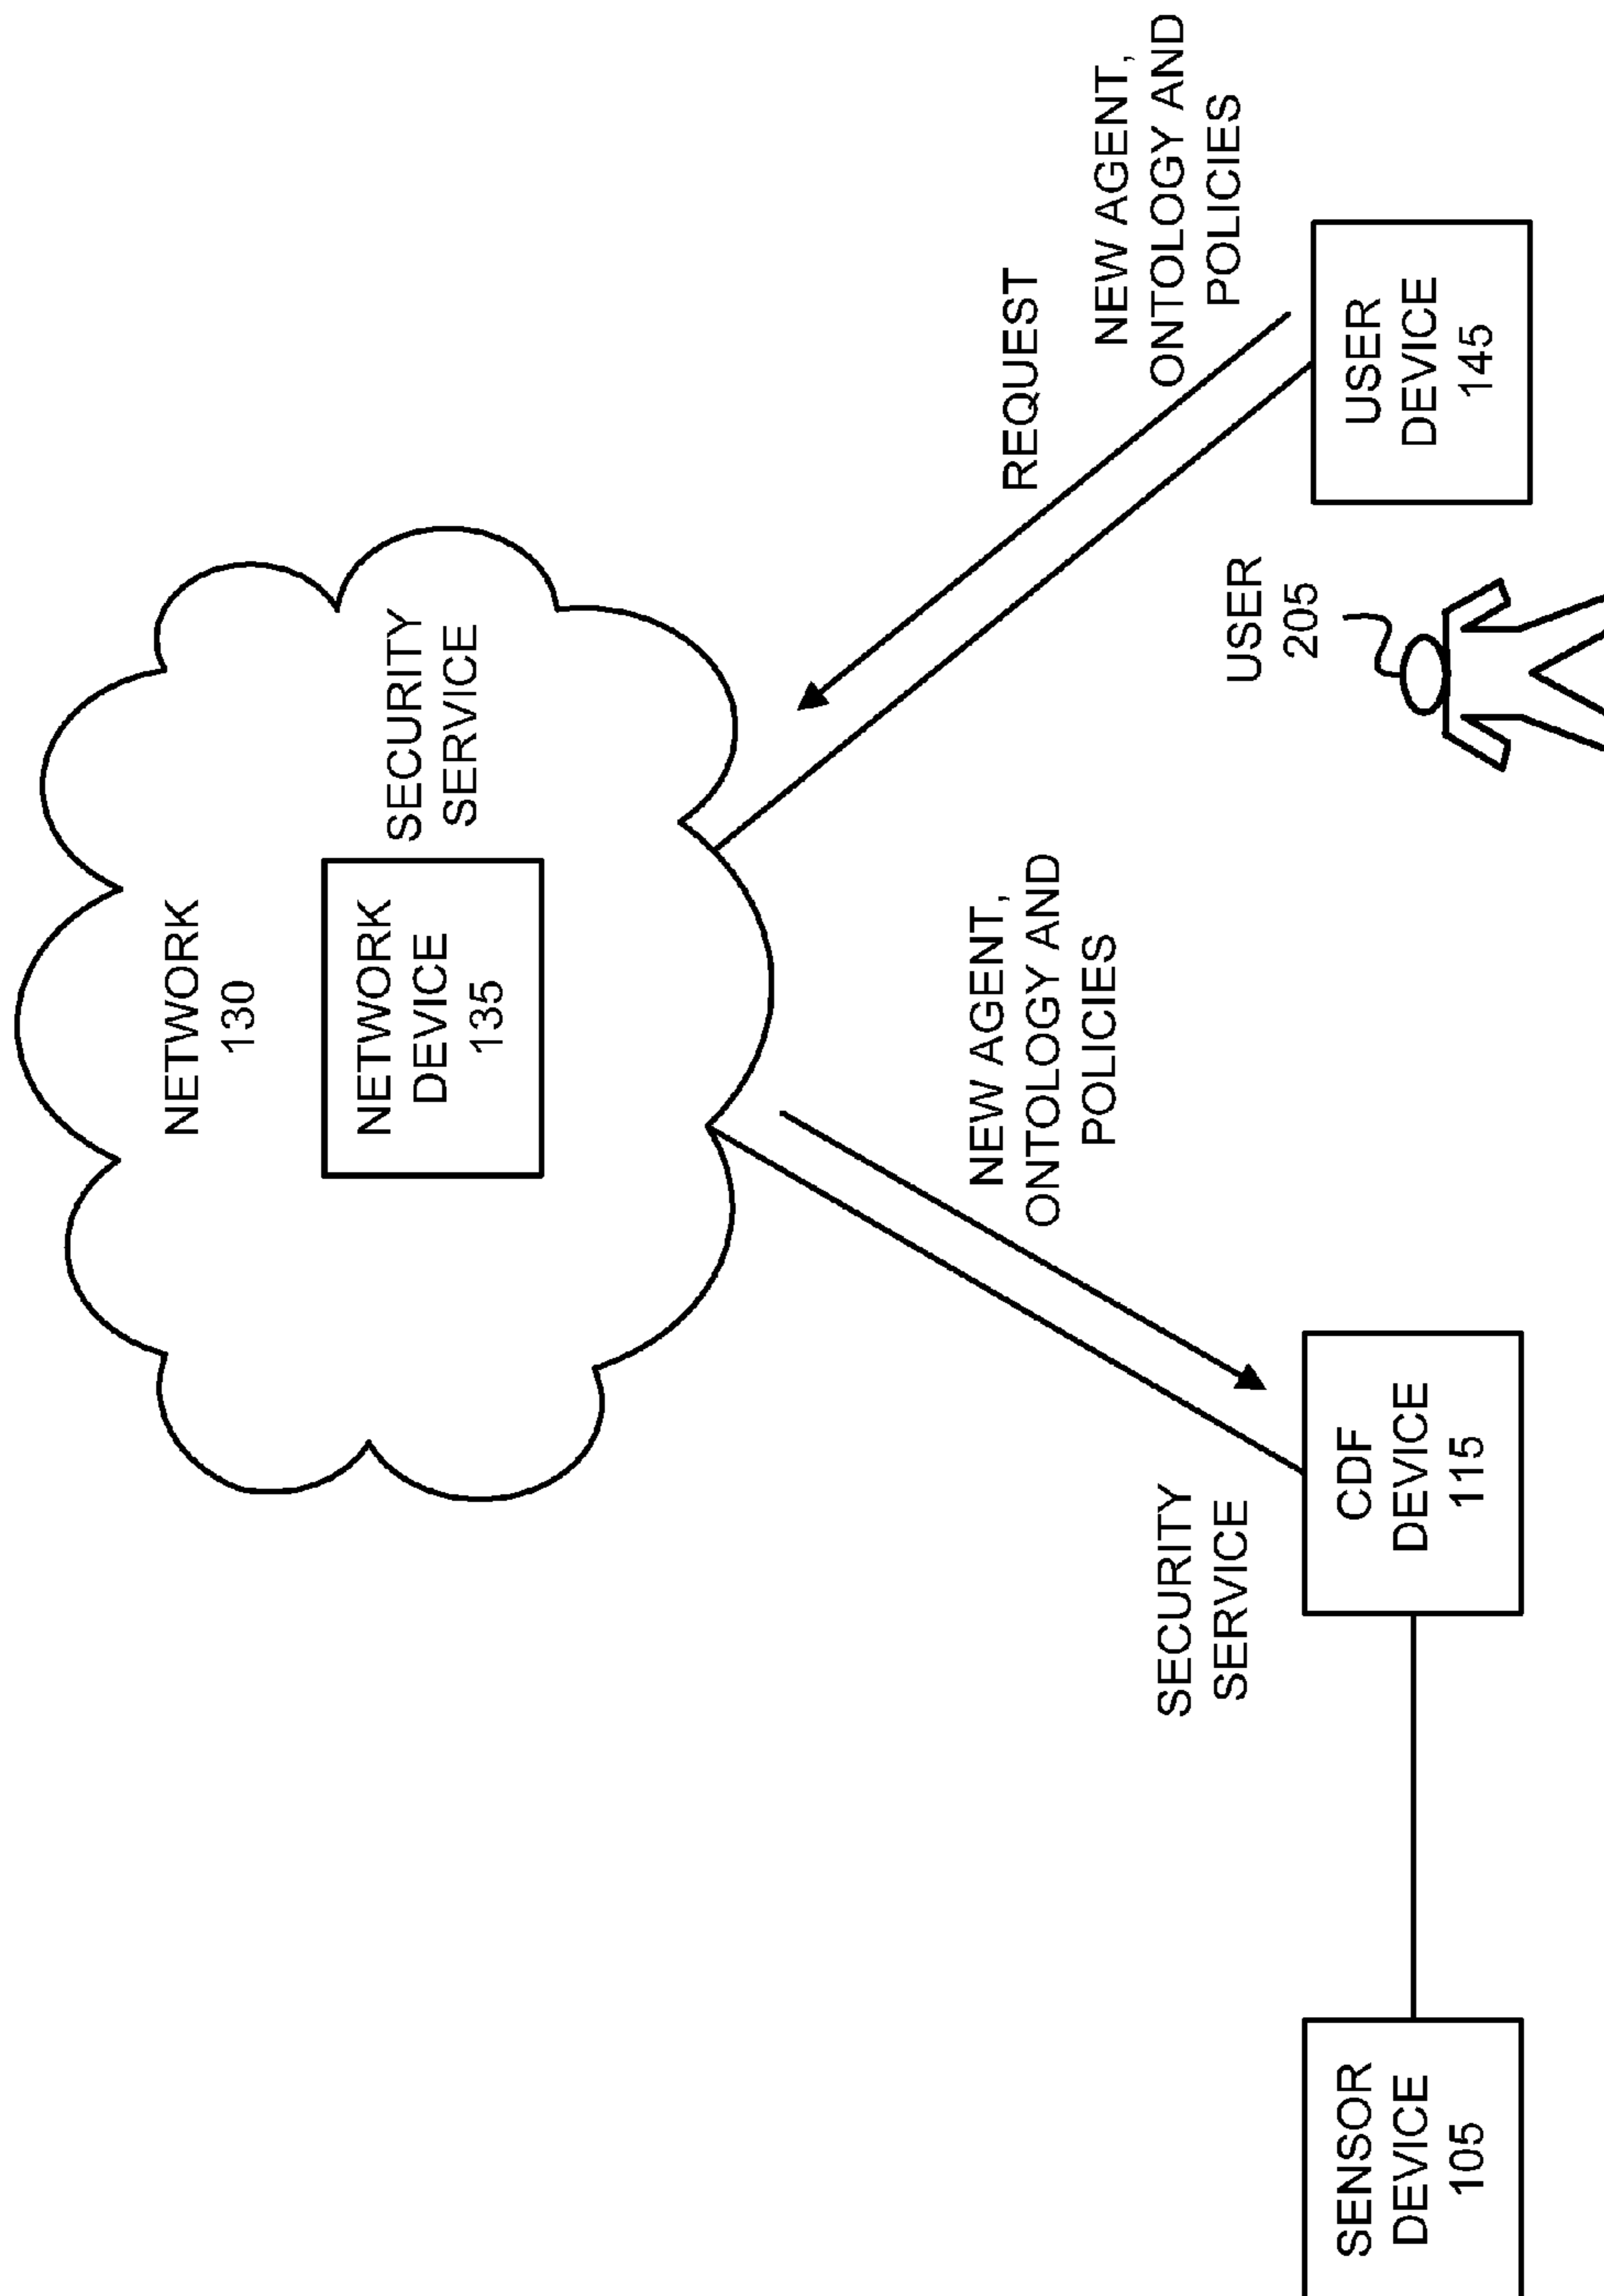 NETWORK
130
NETWORK
DEVICE
135
SECURITY
SERVICE
REQUEST
NEW AGENT,
ONTOLOGY AND
POLICIES
NEW AGENT,
ONTOLOGY AND
POLICIES
SECURITY
SERVICE
SENSOR
DEVICE
105
CDF
DEVICE
115
USER
205
USER
DEVICE
145